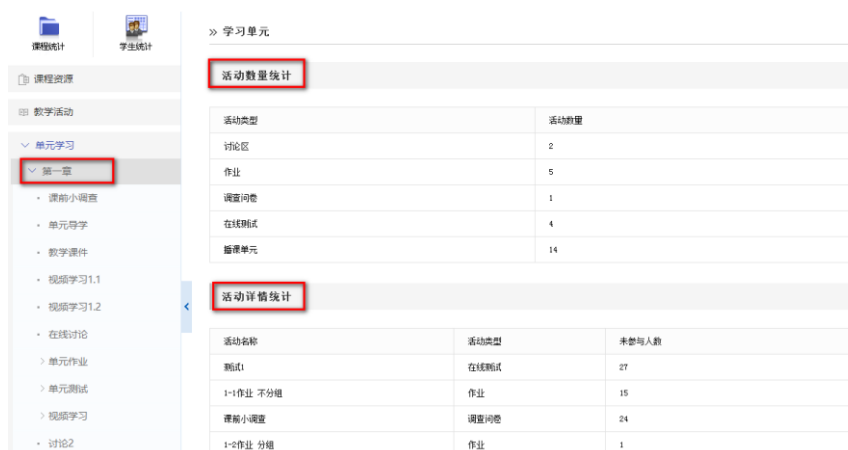 课程统计
学生统计
课程资源
教学活动
单元学习
第一章
课前小调查
单元导学
教学课件
视频学习1.1
视频学习1.2
在线讨论
单元作业
单元测试
视频学习
讨论2
» 学习单元
活动数量统计
活动类型 活动数量
讨论区 2
作业 5
调查问卷 1
在线测试 4
播课单元 14
活动详情统计
活动名称 活动类型 未参与人数
测试1 在线测试 27
1-1作业 不分组 作业 15
课前小调查 调查问卷 24
1-2作业 分组 作业 1